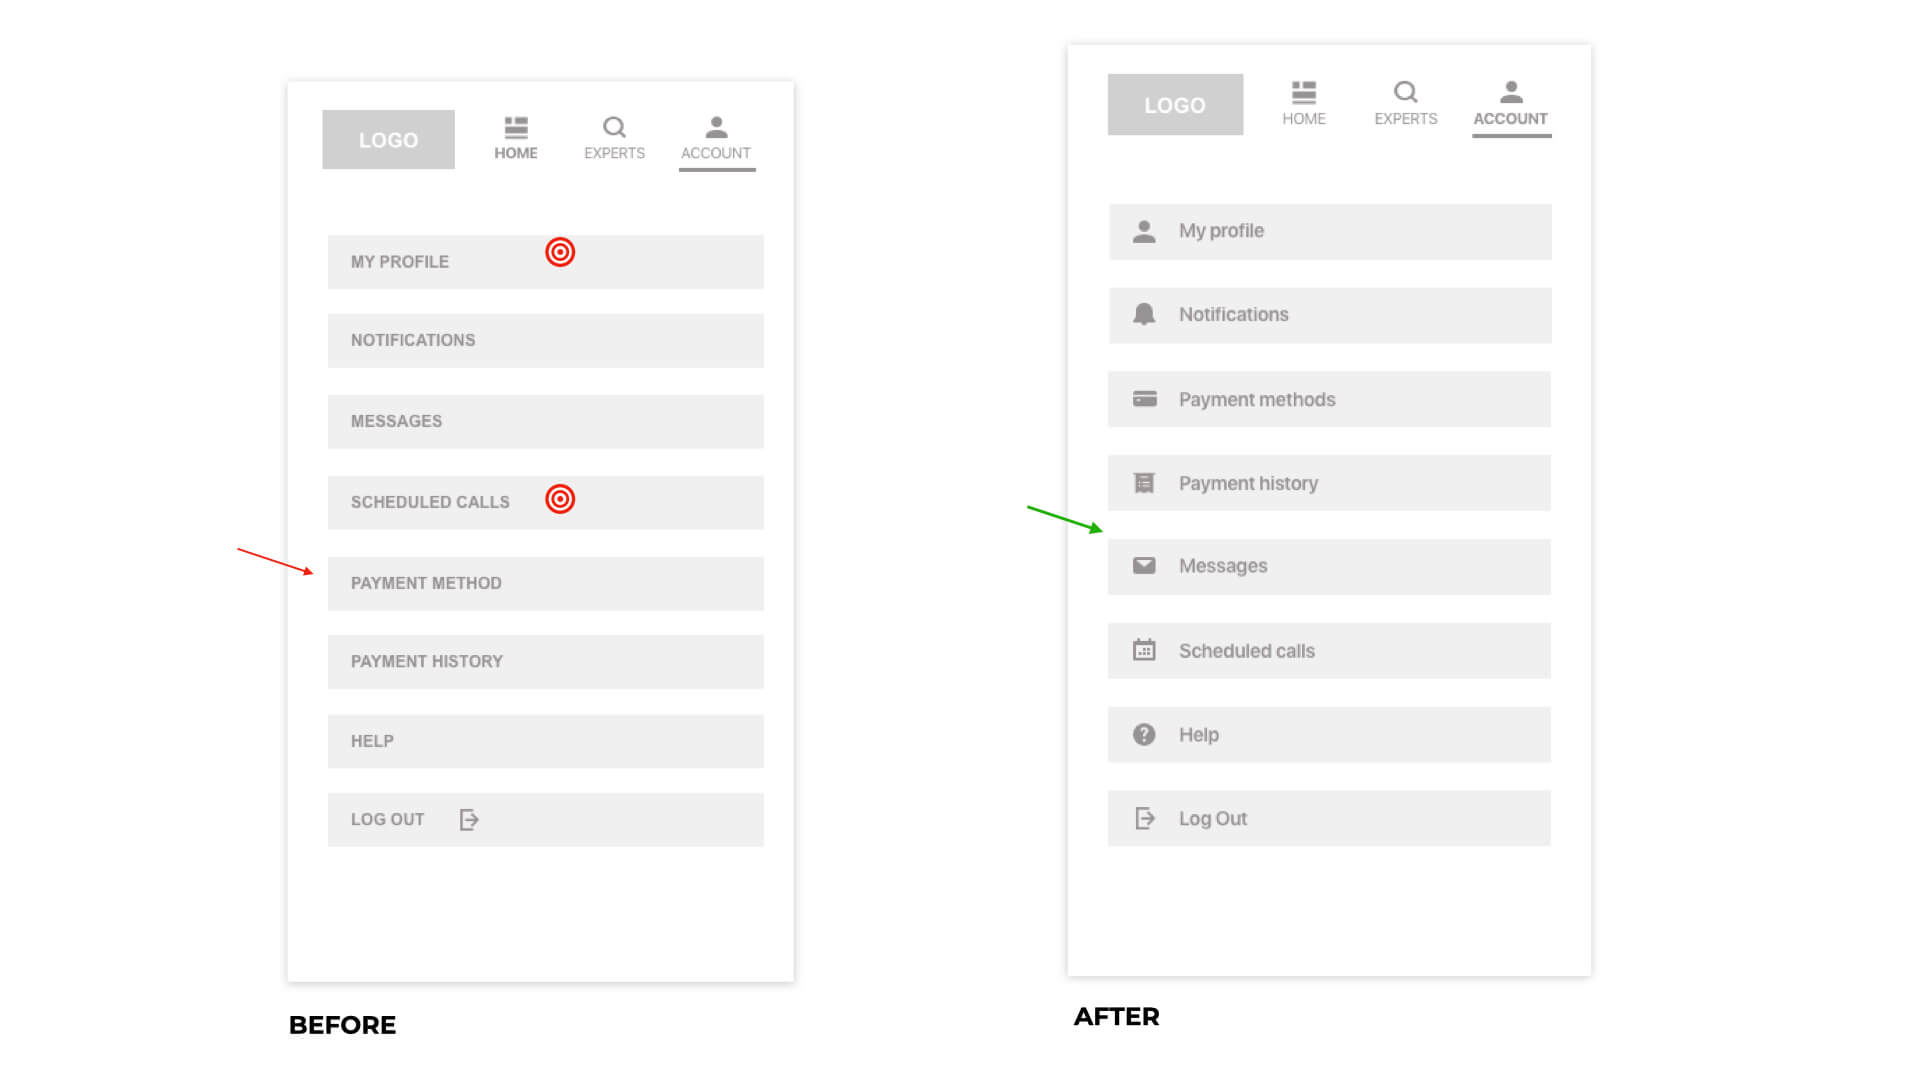 LOGO
HOME
EXPERTS
ACCOUNT
MY PROFILE
NOTIFICATIONS
MESSAGES
SCHEDULED CALLS
PAYMENT METHOD
PAYMENT HISTORY
HELP
LOG OUT
BEFORE
LOGO
HOME
EXPERTS
ACCOUNT
My profile
Notifications
Payment methods
Payment history
Messages
Scheduled calls
Help
Log Out
AFTER